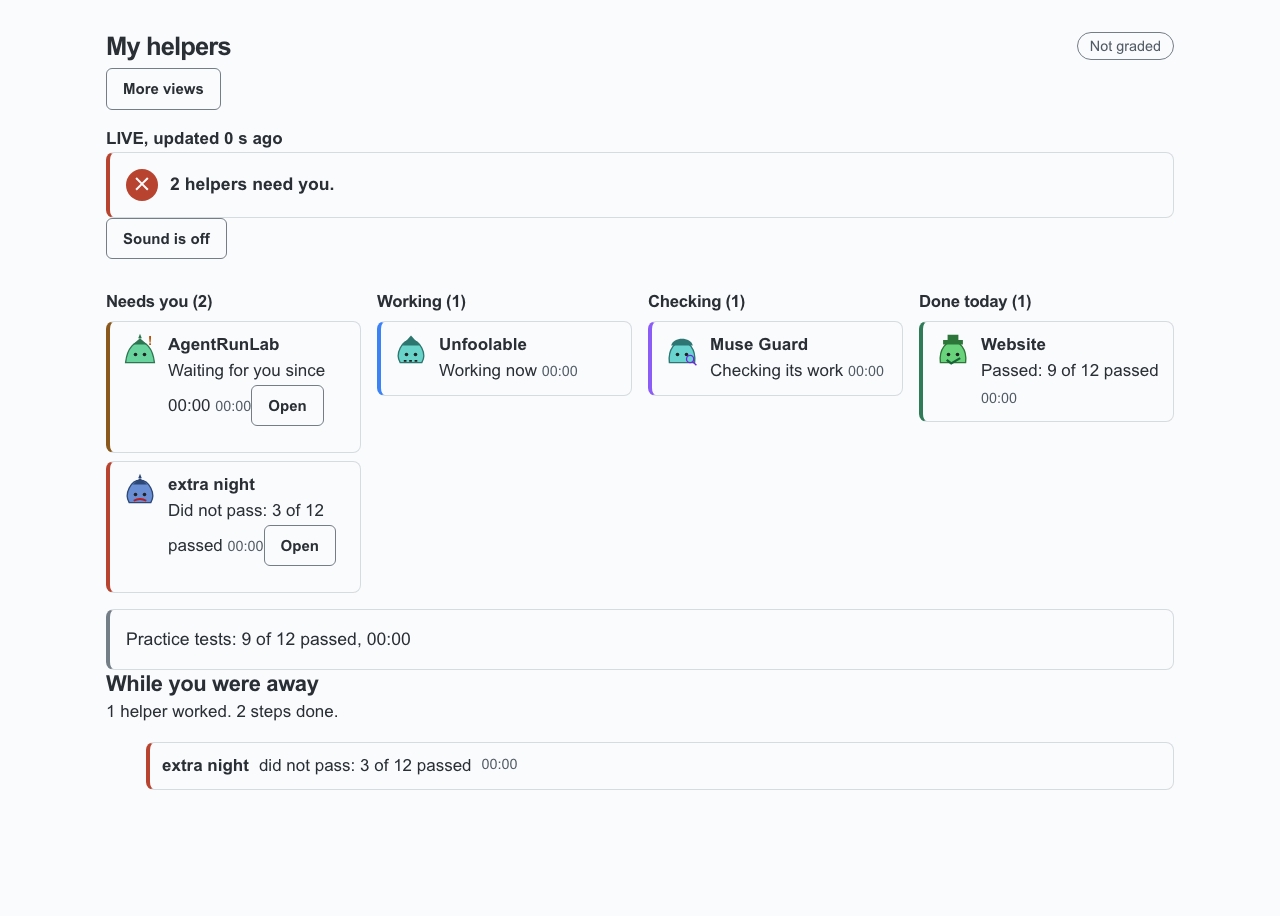 My helpers
Not graded
More views
LIVE, updated 0 s ago
2 helpers need you.
Sound is off
Needs you (2)
AgentRunLab
Waiting for you since
00:00 00:00 Open
extra night
Did not pass: 3 of 12
passed 00:00 Open
Working (1)
Unfoolable
Working now 00:00
Checking (1)
Muse Guard
Checking its work 00:00
Done today (1)
Website
Passed: 9 of 12 passed
00:00
Practice tests: 9 of 12 passed, 00:00
While you were away
1 helper worked. 2 steps done.
extra night did not pass: 3 of 12 passed 00:00